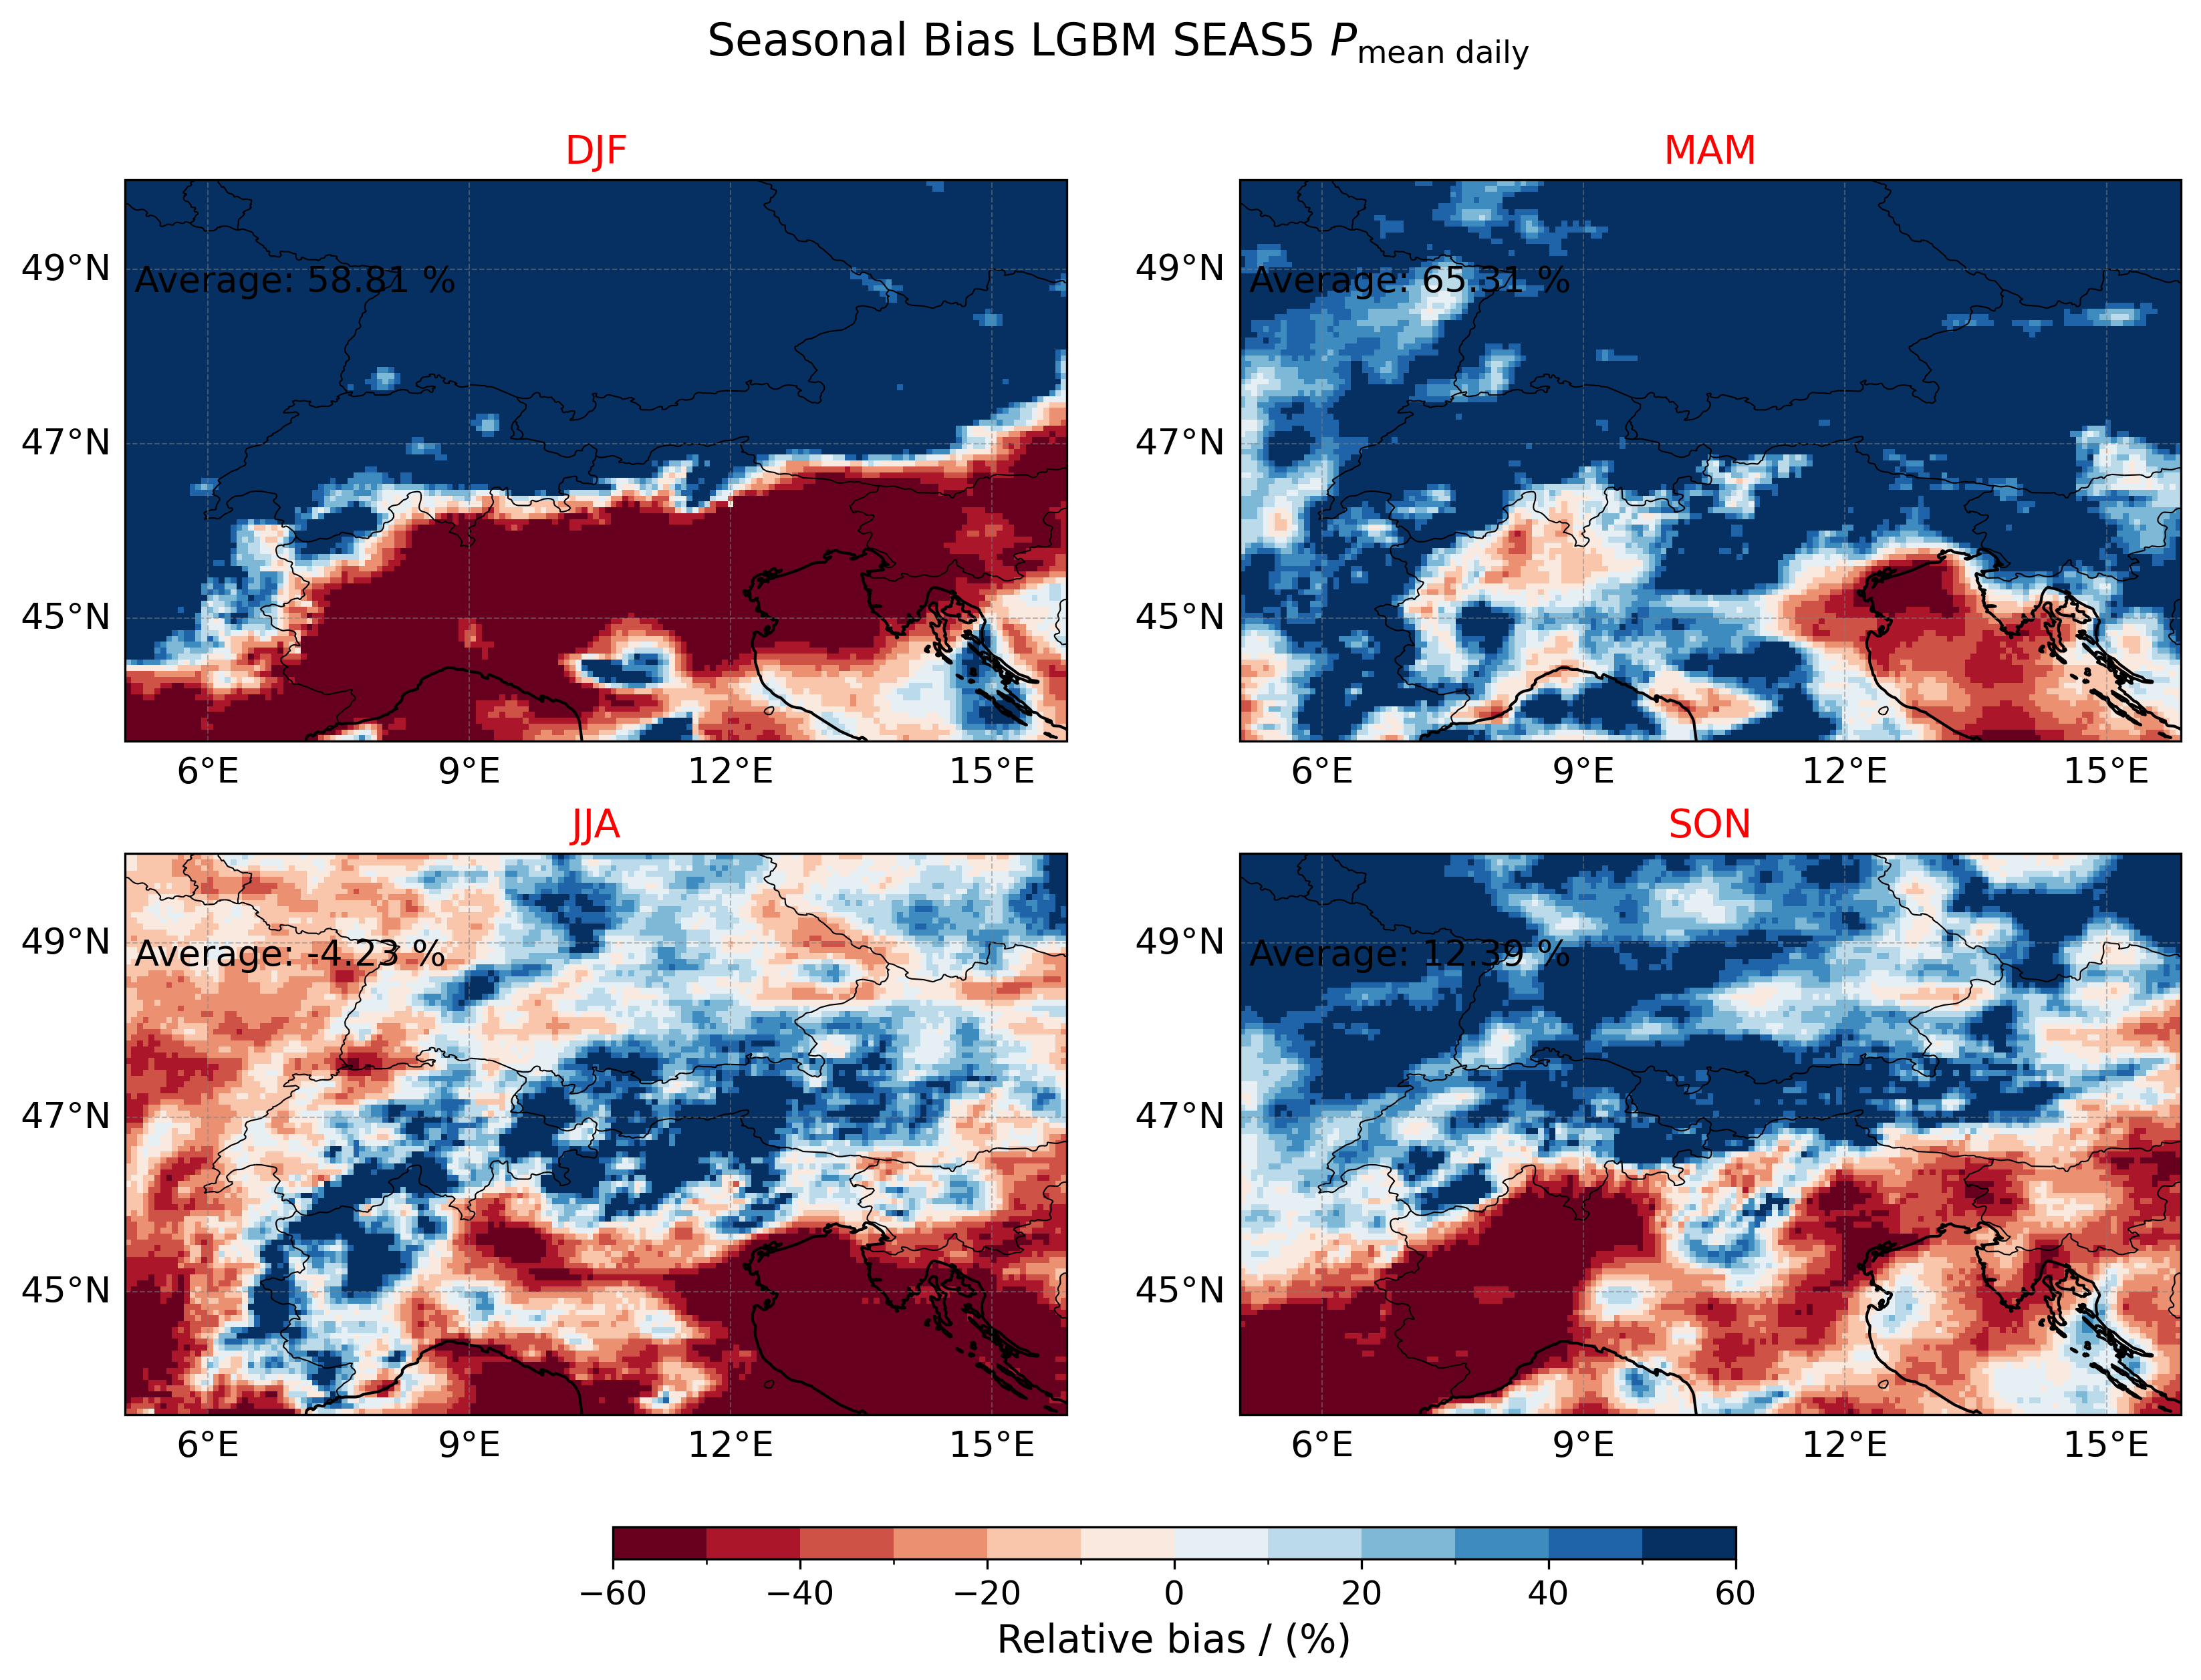 Seasonal Bias LGBM SEAS5 P mean daily
DJF
MAM
49°N
Average: 58.81 %
47°N
45°N
6°E 9°E 12°E 15°E
49°N
Average: 65.31 %
47°N
45°N
6°E 9°E 12°E 15°E
JJA
SON
49°N
Average: -4.23 %
47°N
45°N
6°E 9°E 12°E 15°E
49°N
Average: 12.39 %
47°N
45°N
6°E 9°E 12°E 15°E
−60 −40 −20 0 20 40 60
Relative bias / (%)